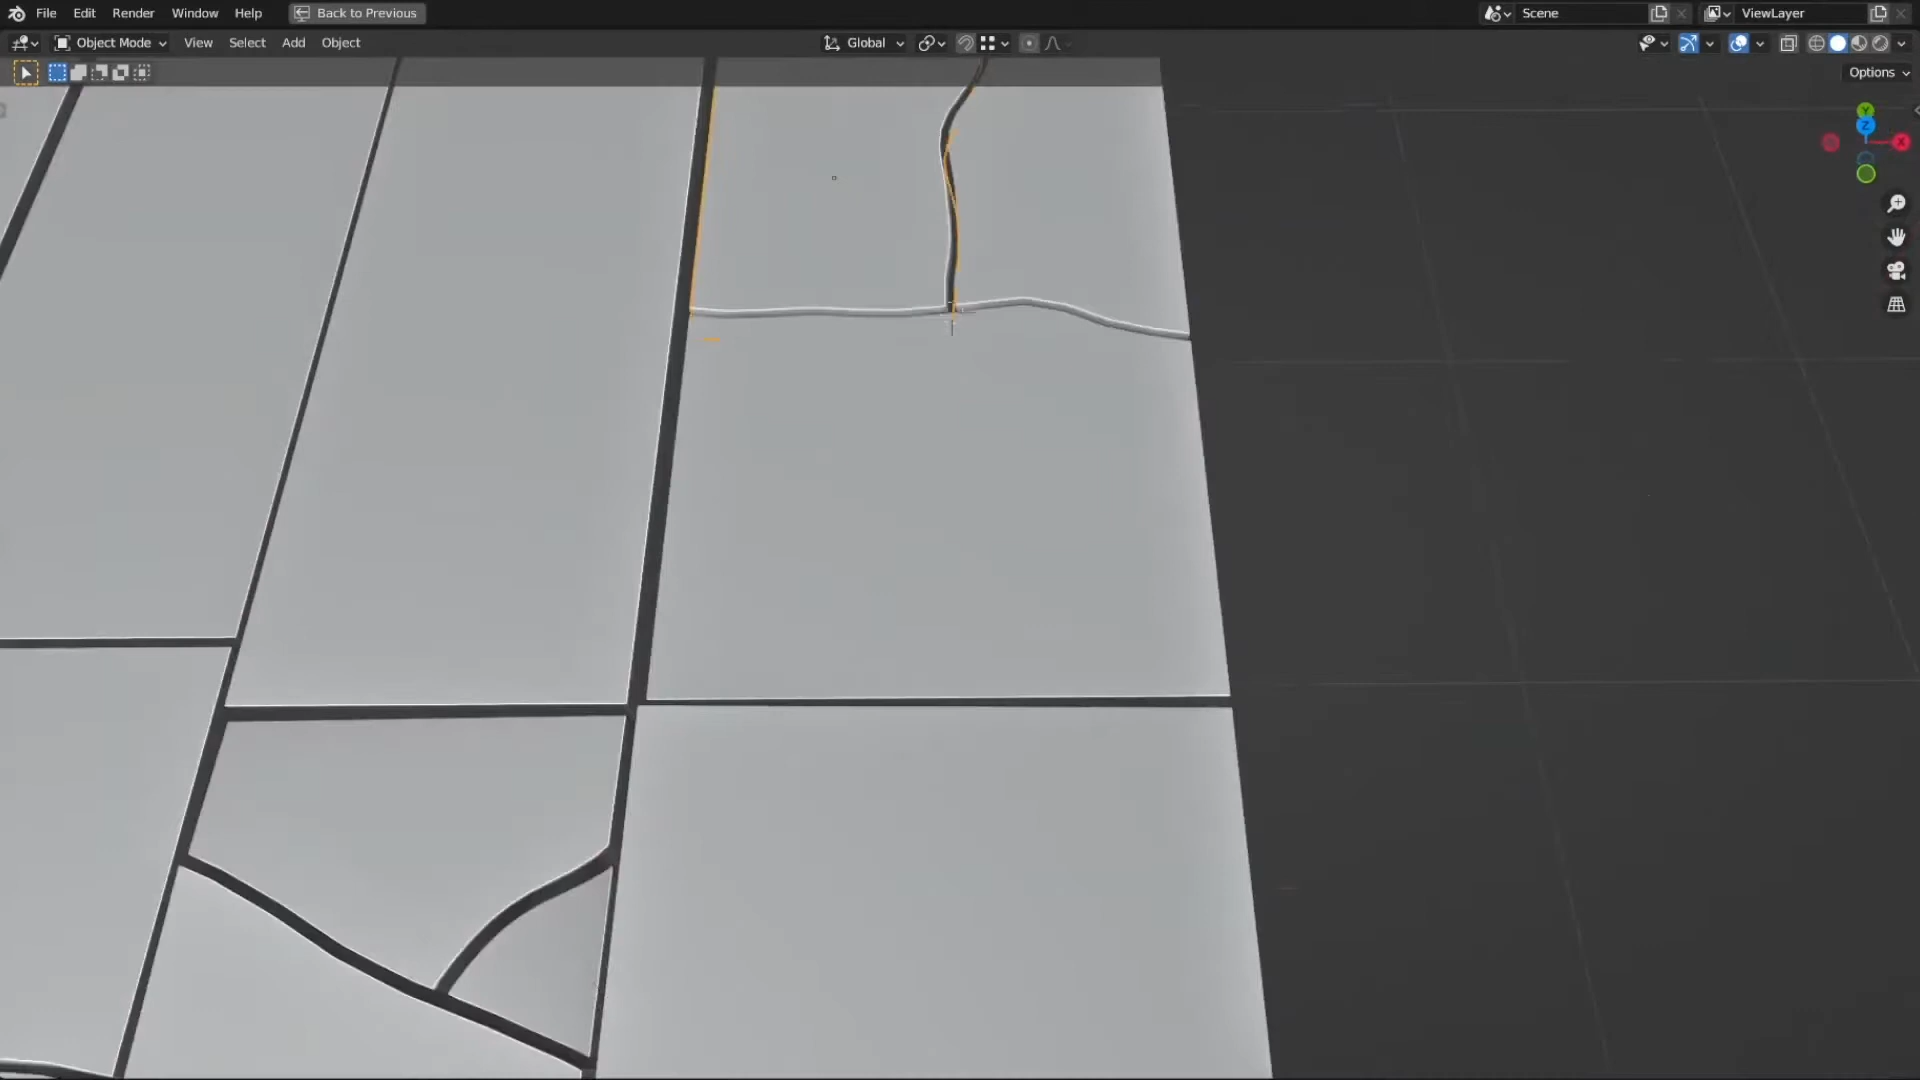 File Edit Render Window Help Back to Previous Scene ViewLayer
Object Mode View Select Add Object Global
Options
Y
Z
X